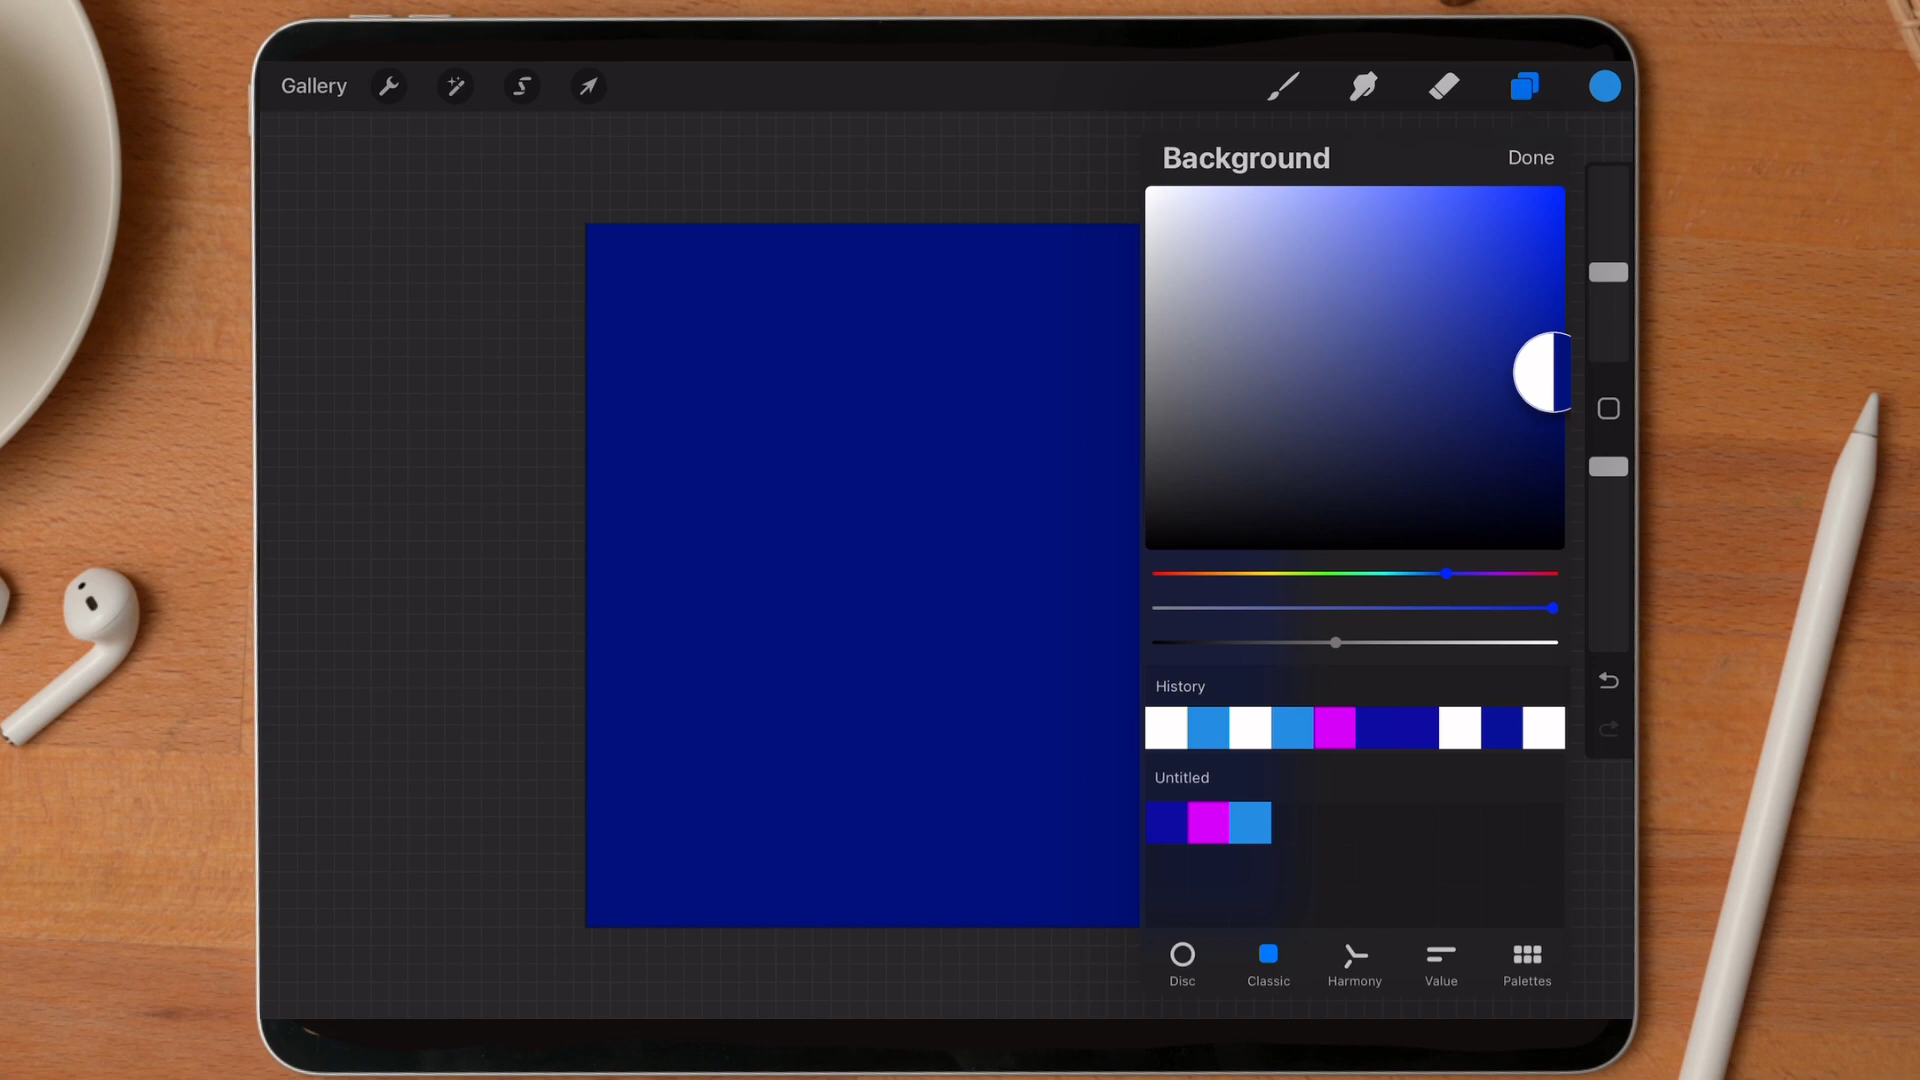 Gallery
Background
Done
History
Untitled
Disc
Classic
Harmony
Value
Palettes